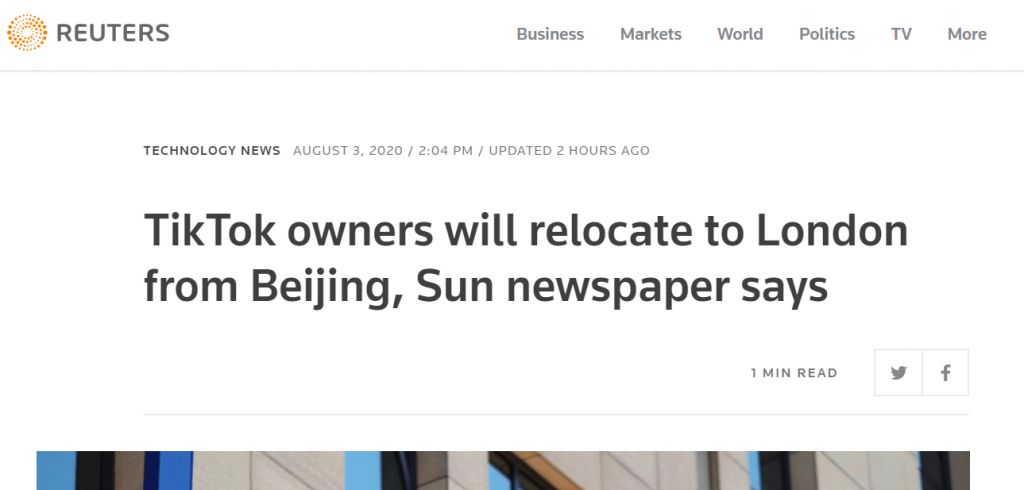 REUTERS
Business Markets World Politics TV More
TECHNOLOGY NEWS AUGUST 3, 2020 / 2:04 PM / UPDATED 2 HOURS AGO
TikTok owners will relocate to London
from Beijing, Sun newspaper says
1 MIN READ